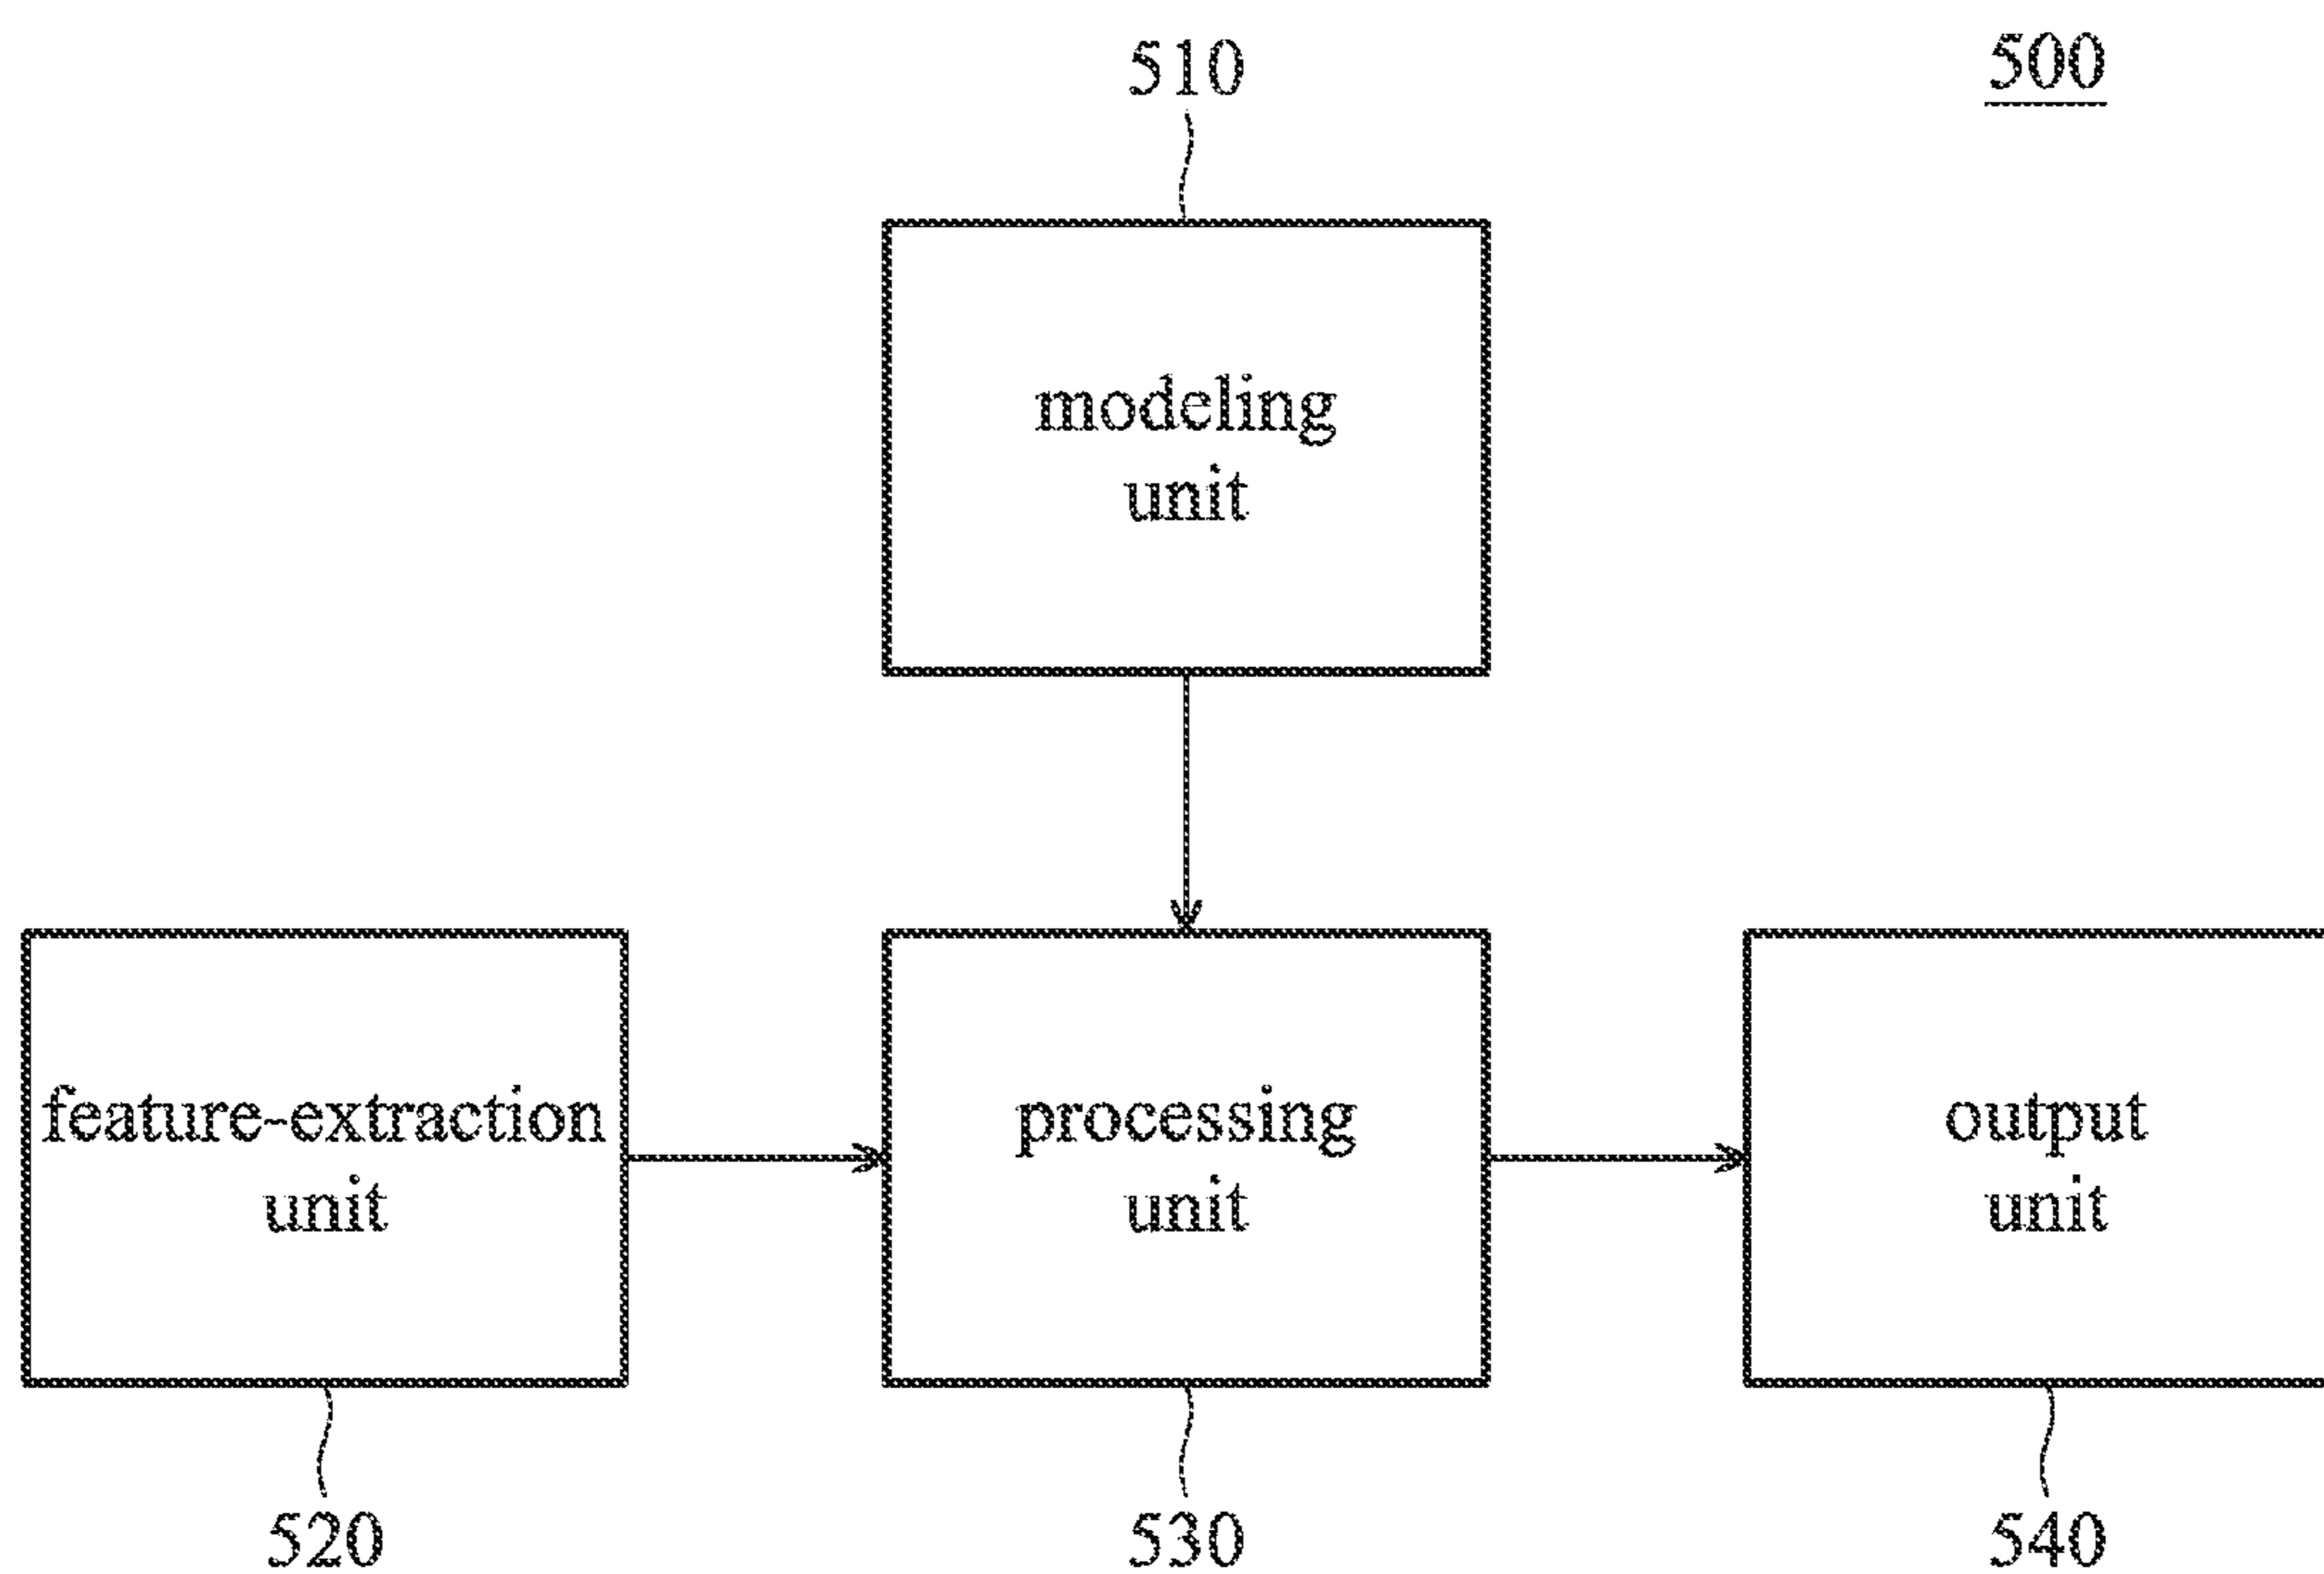 510
500
modeling
unit
feature-extraction
unit
processing
unit
output
unit
520
530
540